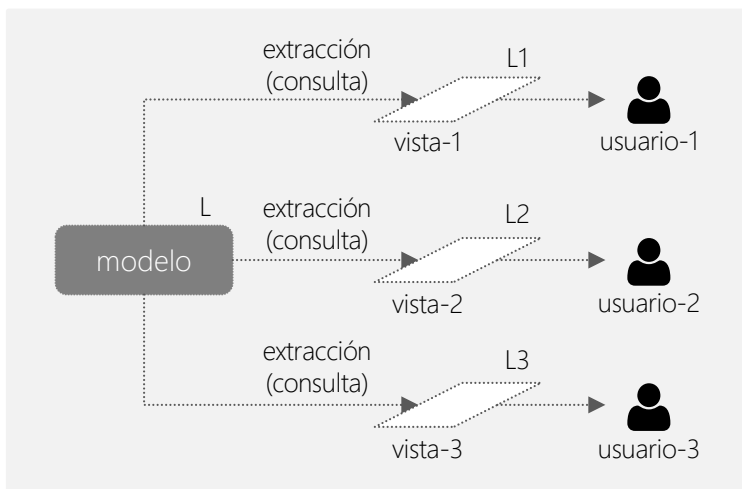 extracción
(consulta)
L1
vista-1
usuario-1
L
extracción
(consulta)
L2
modelo
vista-2
usuario-2
extracción
(consulta)
L3
vista-3
usuario-3